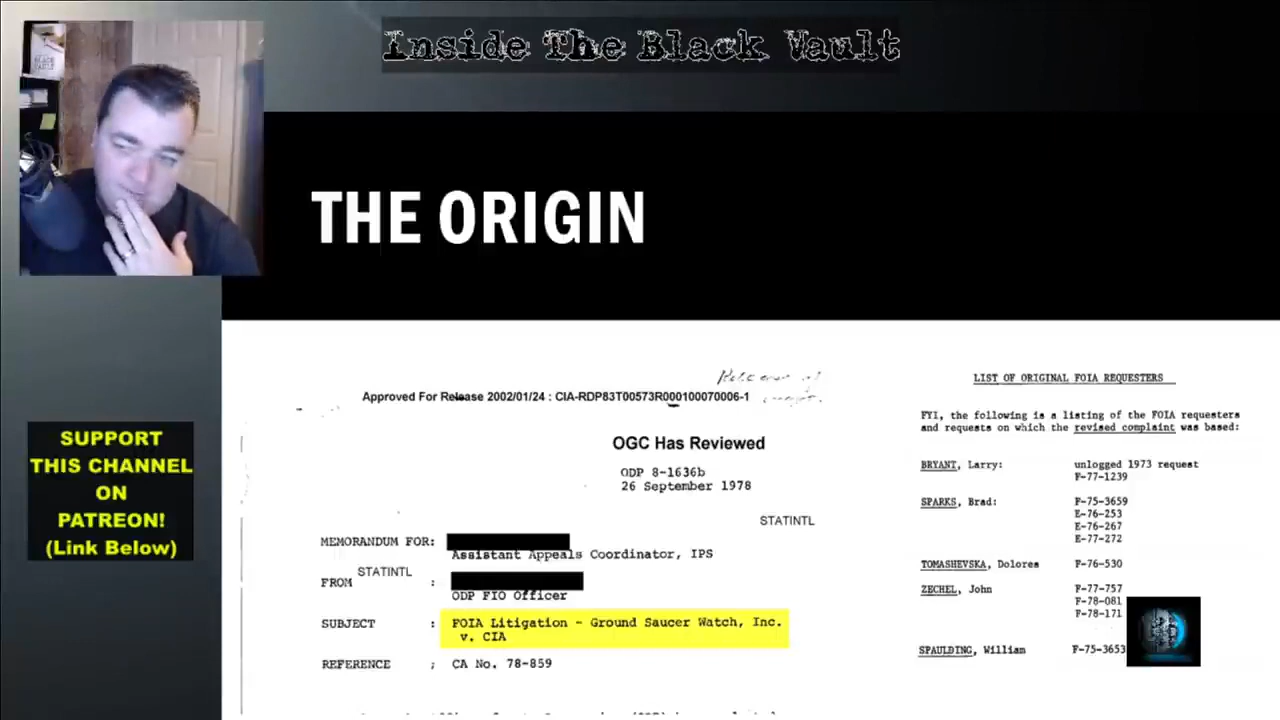 Inside The Black Vault
THE ORIGIN
SUPPORT
THIS CHANNEL
ON
PATREON!
(Link Below)
Approved For Release 2002/01/24 : CIA-RDP83T00573R000100070006-1
OGC Has Reviewed
ODP 8-1636b
26 September 1978
STATINTL
MEMORANDUM FOR:
Assistant Appeals Coordinator, IPS
STATINTL
FROM :
ODP FIO Officer
SUBJECT : FOIA Litigation - Ground Saucer Watch, Inc.
v. CIA
REFERENCE ; CA No. 78-859
LIST OF ORIGINAL FOIA REQUESTERS
FYI, the following is a listing of the FOIA requesters
and requests on which the revised complaint was based:
BRYANT, Larry: unlogged 1973 request
F-77-1239
SPARKS, Brad: F-75-3659
E-76-253
E-76-267
E-77-272
TOMASHEVSKA, Dolores F-76-530
ZECHEL, John F-77-757
F-78-081
F-78-171
SPAULDING, William F-75-3653